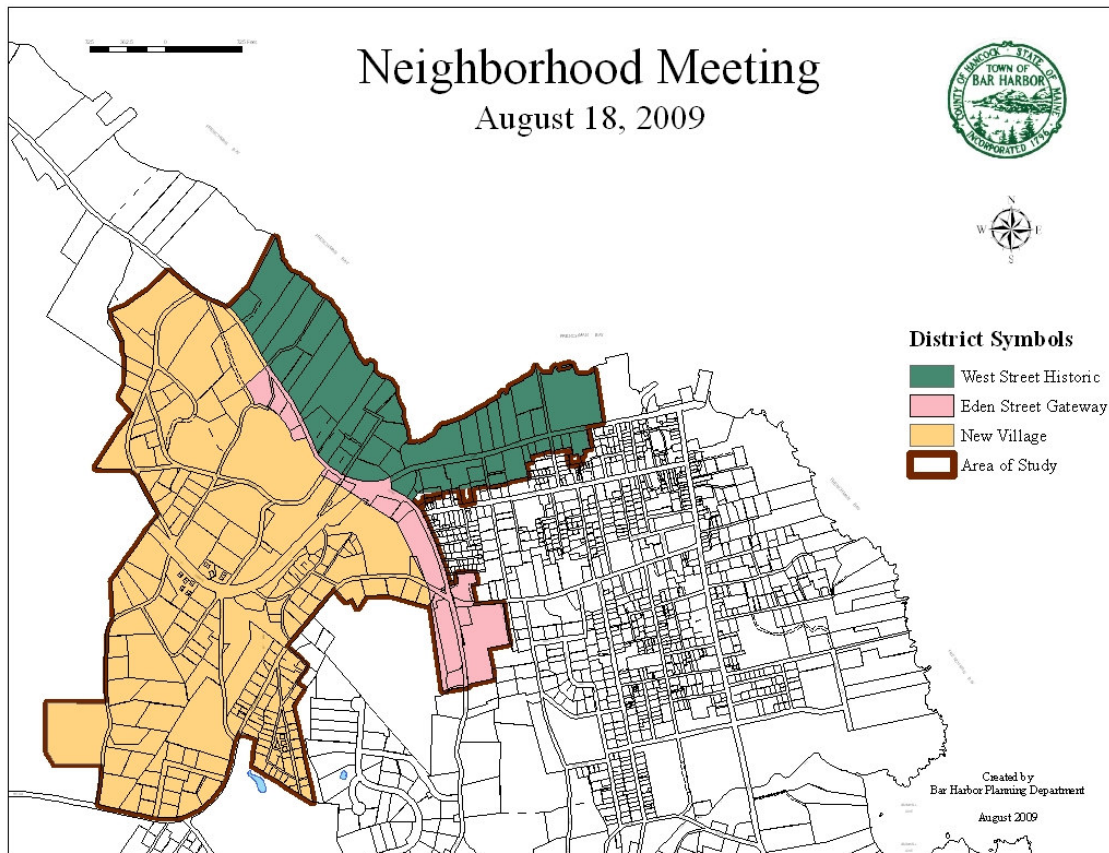 Neighborhood Meeting
August 18, 2009
COUNTY OF HANCOCK · STATE OF MAINE
TOWN OF
BAR HARBOR
INCORPORATED 1796
N
W E
S
District Symbols
West Street Historic
Eden Street Gateway
New Village
Area of Study
Created by
Bar Harbor Planning Department
August 2009